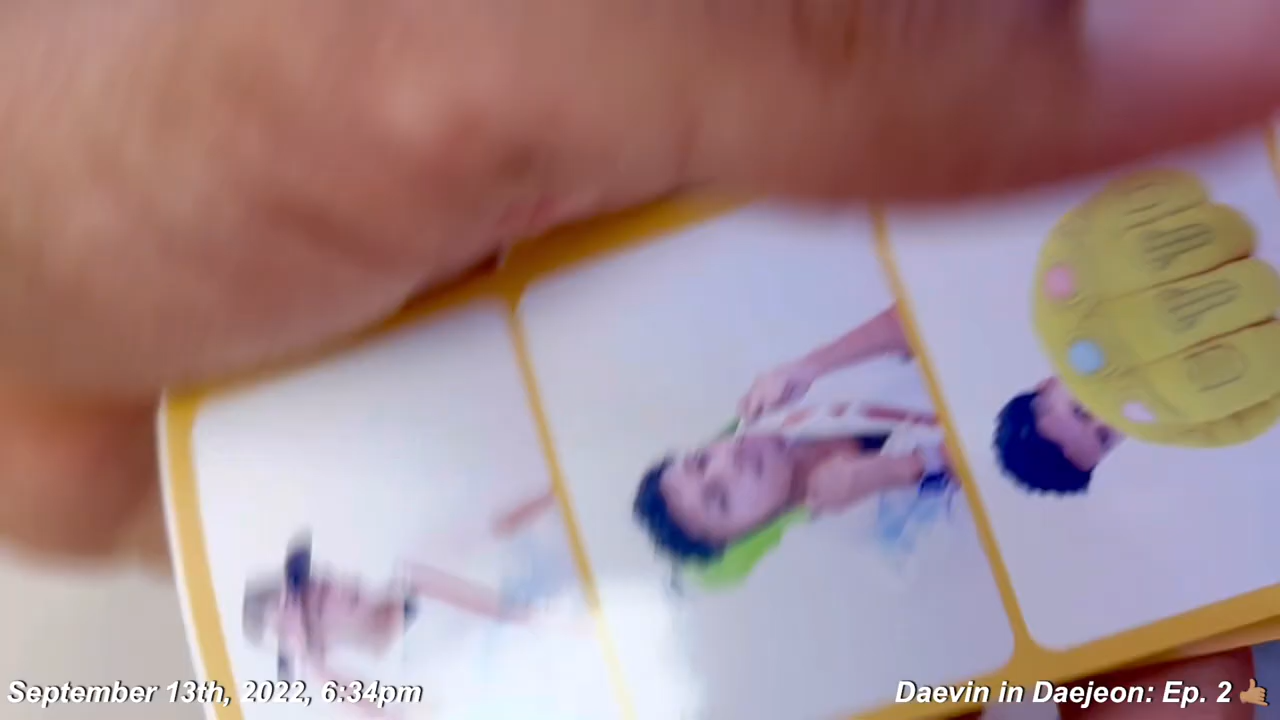 September 13th, 2022, 6:34pm
Daevin in Daejeon: Ep. 2🤙🏽